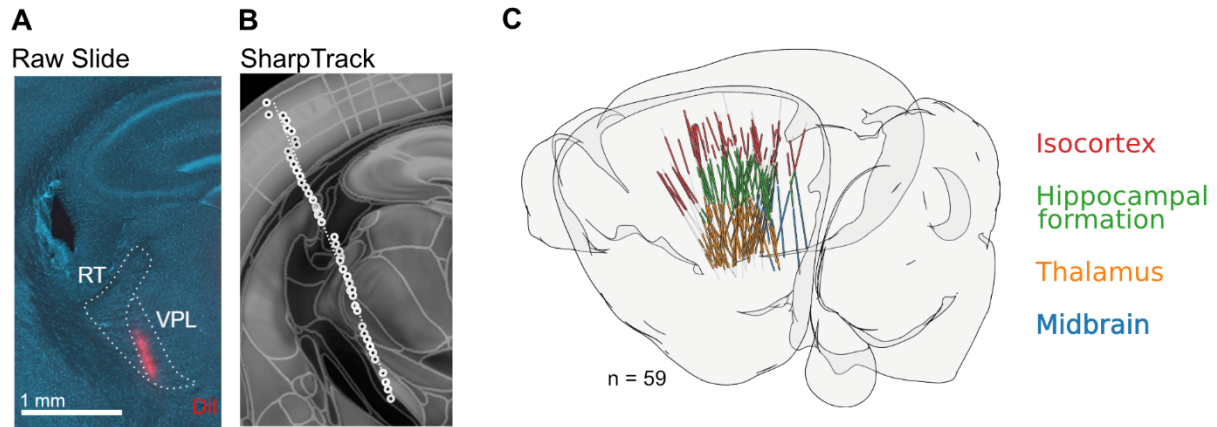 A
Raw Slide
RT
VPL
1 mm
DiI
B
SharpTrack
C
n = 59
Isocortex
Hippocampal
formation
Thalamus
Midbrain